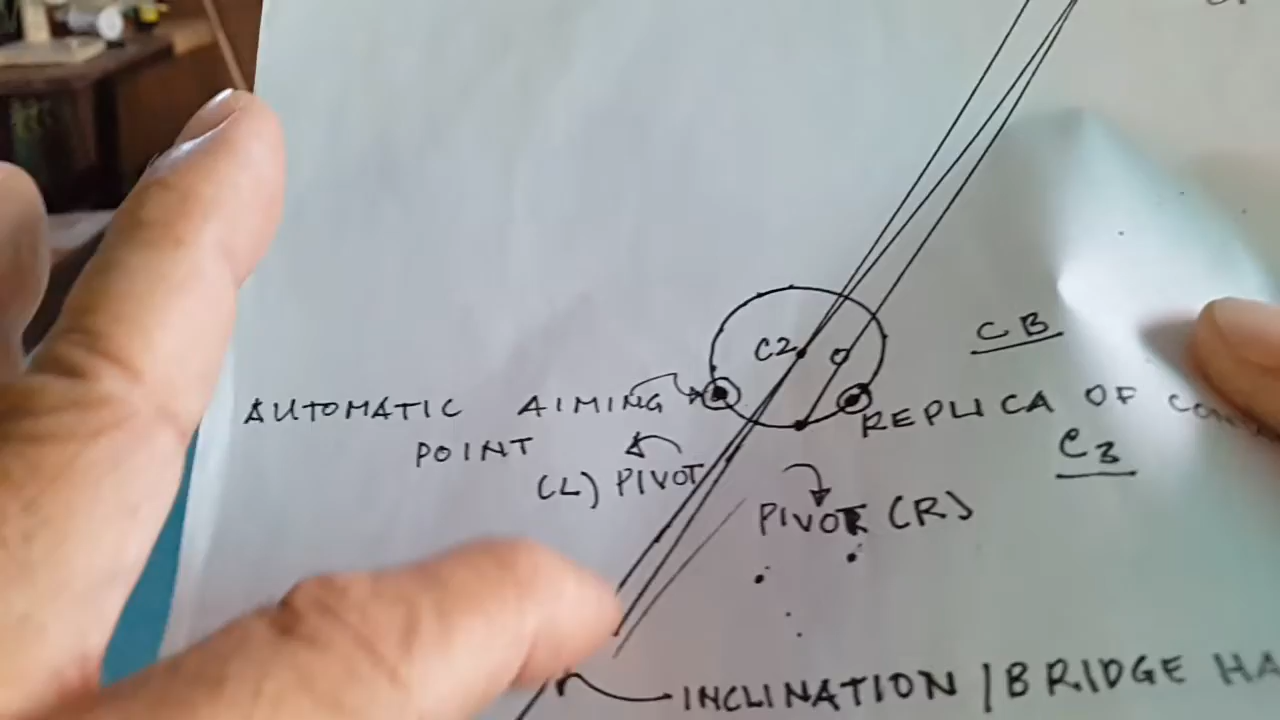 C2
CB
AUTOMATIC AIMING
POINT
REPLICA OF
C3
(L) PIVOT
PIVOT (R)
INCLINATION / BRIDGE